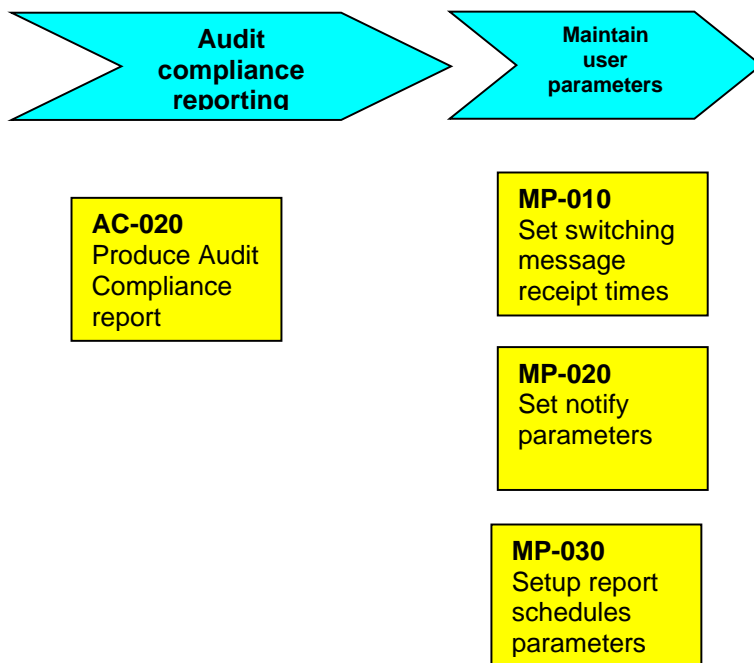 Audit
compliance
reporting
Maintain
user
parameters
AC-020
Produce Audit
Compliance
report
MP-010
Set switching
message
receipt times
MP-020
Set notify
parameters
MP-030
Setup report
schedules
parameters